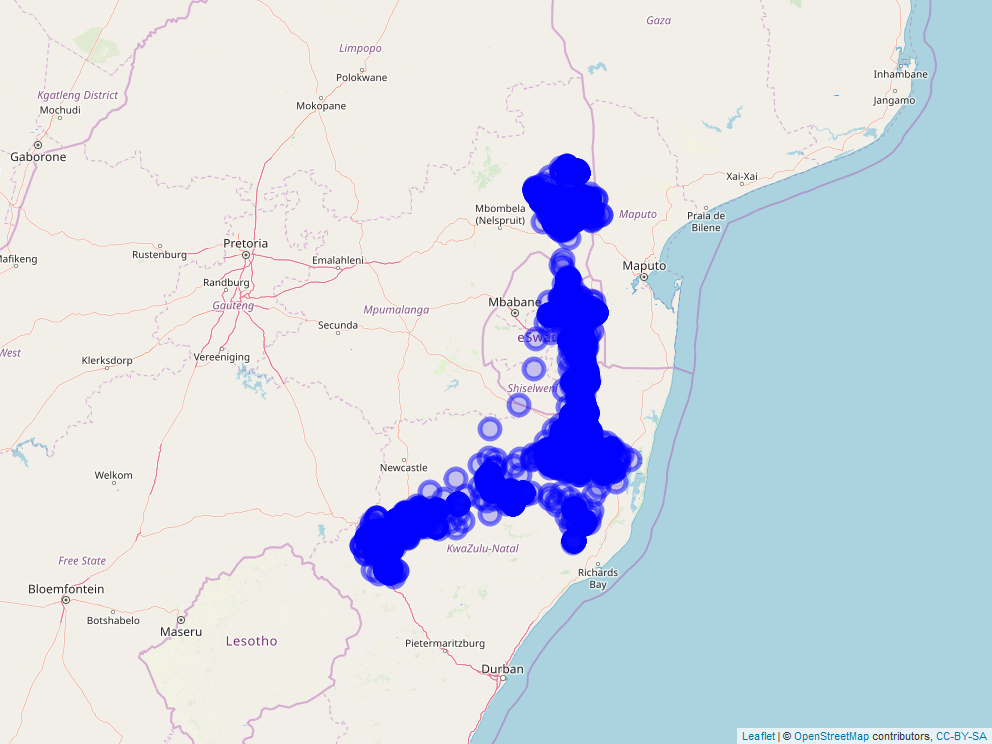 Gaza
Limpopo
Polokwane
Inhambane
Kgatleng District
Mochudi
Mokopane
Jangamo
Gaborone
Xai-Xai
Mbombela
(Nelspruit)
Maputo
Praia de
Bilene
Pretoria
Rustenburg
Emalahleni
Mafikeng
Maputo
Randburg
Gauteng
Mbabane
Mpumalanga
Secunda
eSwat
West
Klerksdorp
Vereeniging
Shiselweni
Newcastle
Welkom
KwaZulu-Natal
Free State
Richards
Bay
Bloemfontein
Botshabelo
Maseru
Lesotho
Pietermaritzburg
Durban
Leaflet | © OpenStreetMap contributors, CC-BY-SA